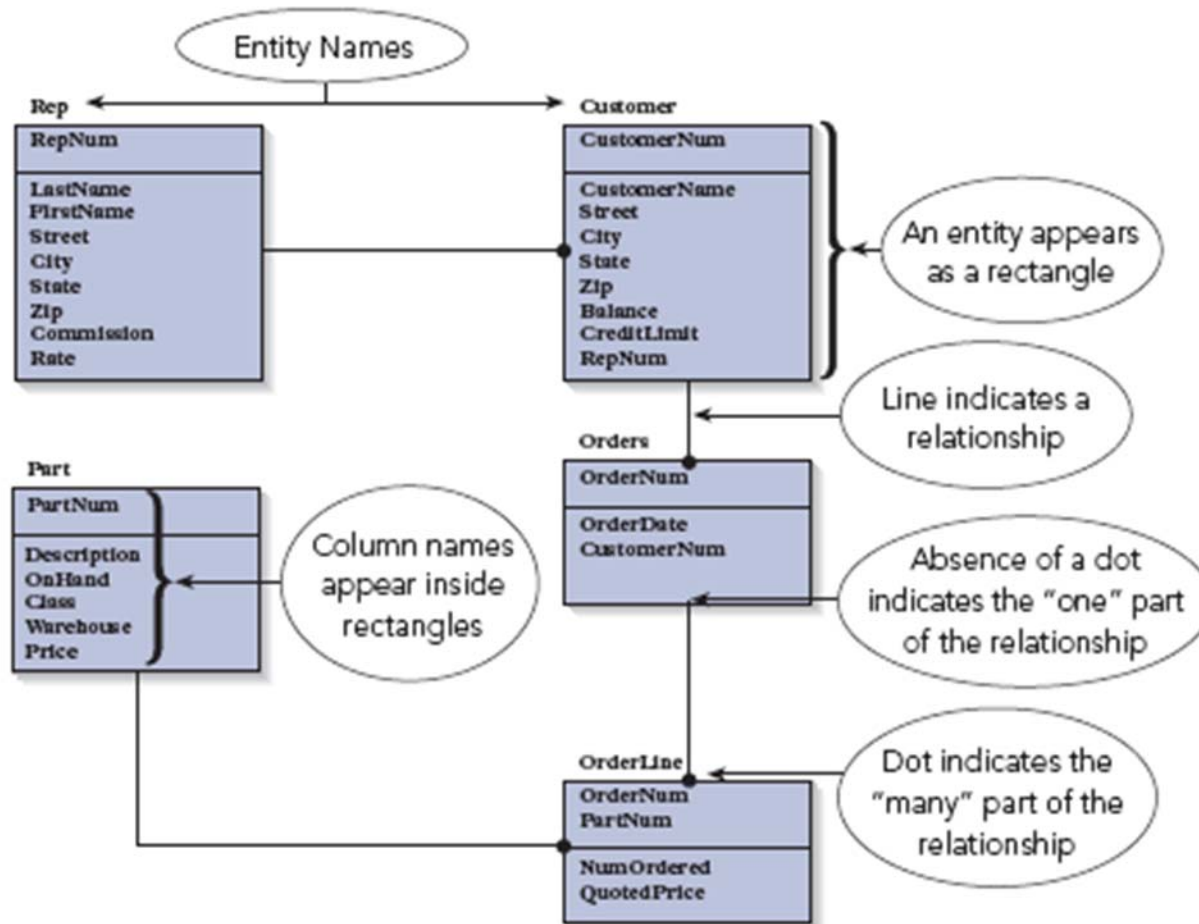 Entity Names
Rep
Customer
RepNum
LastName
FirstName
Street
City
State
Zip
Commission
Rate
CustomerNum
CustomerName
Street
City
State
Zip
Balance
CreditLimit
RepNum
An entity appears
as a rectangle
Line indicates a
relationship
Orders
OrderNum
OrderDate
CustomerNum
Part
PartNum
Description
OnHand
Class
Warehouse
Price
Column names
appear inside
rectangles
Absence of a dot
indicates the “one” part
of the relationship
OrderLine
OrderNum
PartNum
NumOrdered
QuotedPrice
Dot indicates the
“many” part of the
relationship